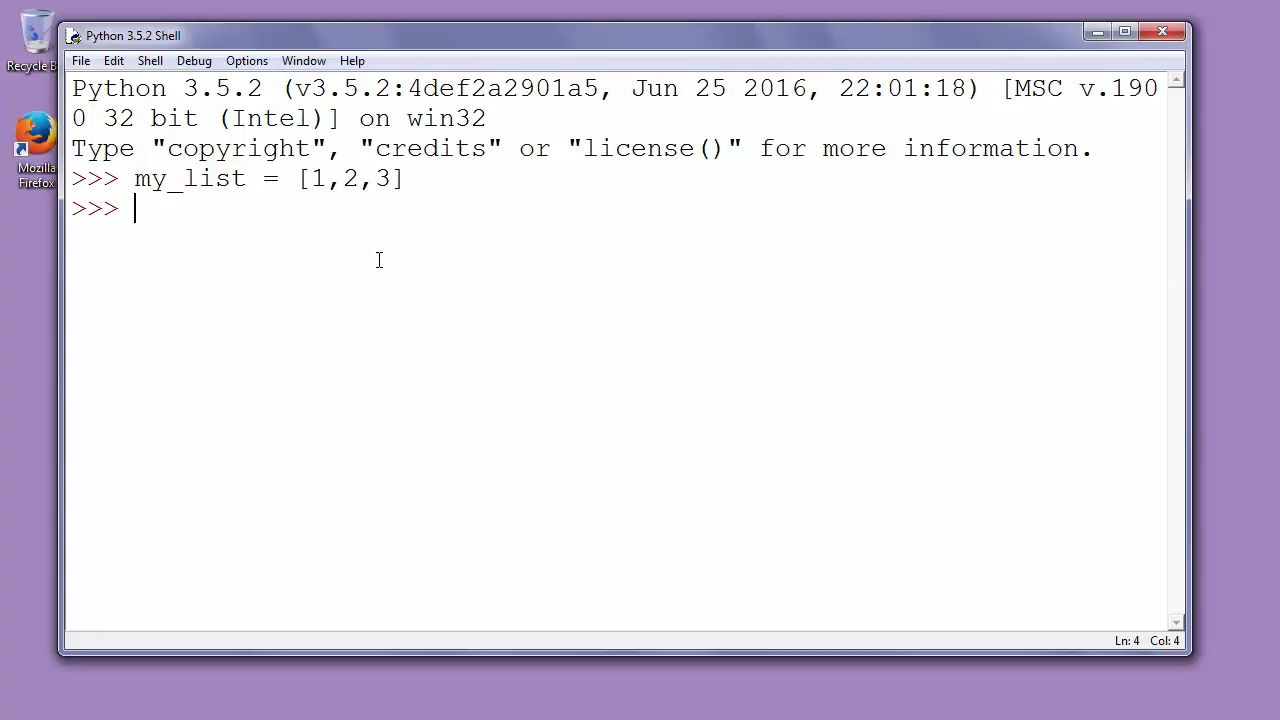 Recycle B
Mozilla
Firefox
Python 3.5.2 Shell
File Edit Shell Debug Options Window Help
Python 3.5.2 (v3.5.2:4def2a2901a5, Jun 25 2016, 22:01:18) [MSC v.190
0 32 bit (Intel)] on win32
Type "copyright", "credits" or "license()" for more information.
>>> my_list = [1,2,3]
>>>
Ln: 4 Col: 4